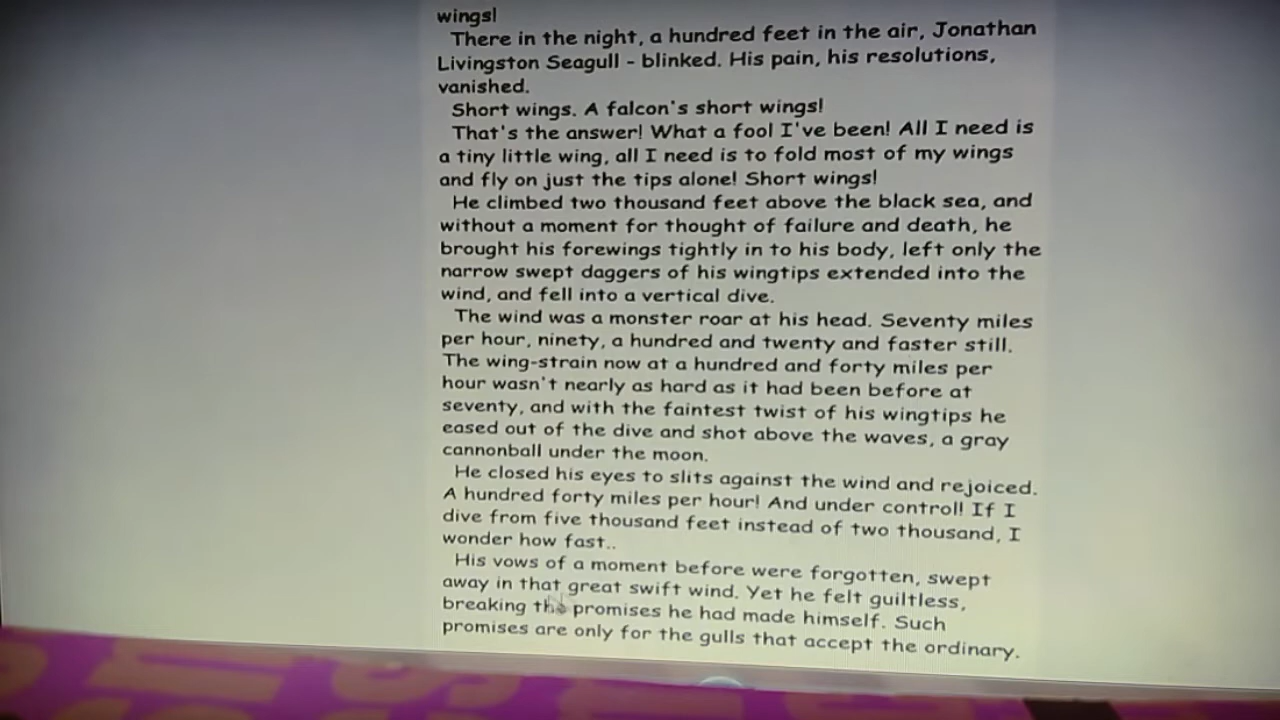 wings!
There in the night, a hundred feet in the air, Jonathan
Livingston Seagull - blinked. His pain, his resolutions,
vanished.
Short wings. A falcon's short wings!
That's the answer! What a fool I've been! All I need is
a tiny little wing, all I need is to fold most of my wings
and fly on just the tips alone! Short wings!
He climbed two thousand feet above the black sea, and
without a moment for thought of failure and death, he
brought his forewings tightly in to his body, left only the
narrow swept daggers of his wingtips extended into the
wind, and fell into a vertical dive.
The wind was a monster roar at his head. Seventy miles
per hour, ninety, a hundred and twenty and faster still.
The wing-strain now at a hundred and forty miles per
hour wasn't nearly as hard as it had been before at
seventy, and with the faintest twist of his wingtips he
eased out of the dive and shot above the waves, a gray
cannonball under the moon.
He closed his eyes to slits against the wind and rejoiced.
A hundred forty miles per hour! And under control! If I
dive from five thousand feet instead of two thousand, I
wonder how fast..
His vows of a moment before were forgotten, swept
away in that great swift wind. Yet he felt guiltless,
breaking the promises he had made himself. Such
promises are only for the gulls that accept the ordinary.